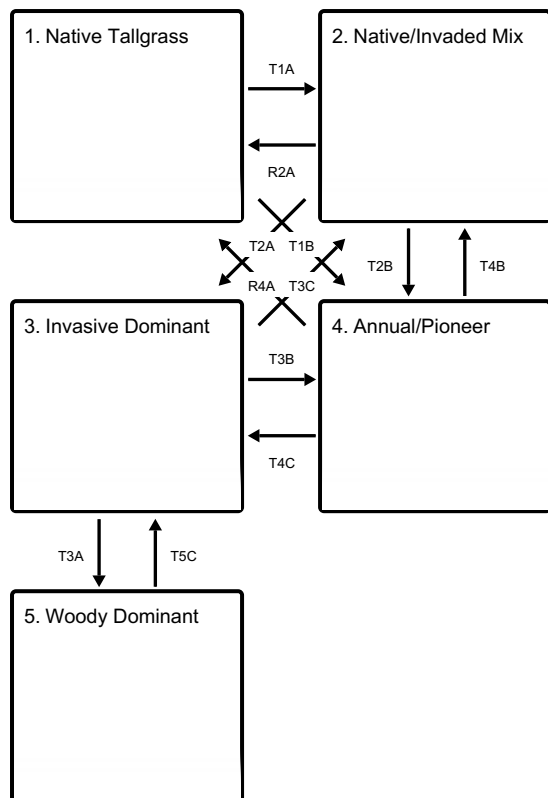 1. Native Tallgrass
2. Native/Invaded Mix
T1A
R2A
T2A
T1B
R4A
T3C
T2B
T4B
3. Invasive Dominant
4. Annual/Pioneer
T3B
T4C
T3A
T5C
5. Woody Dominant